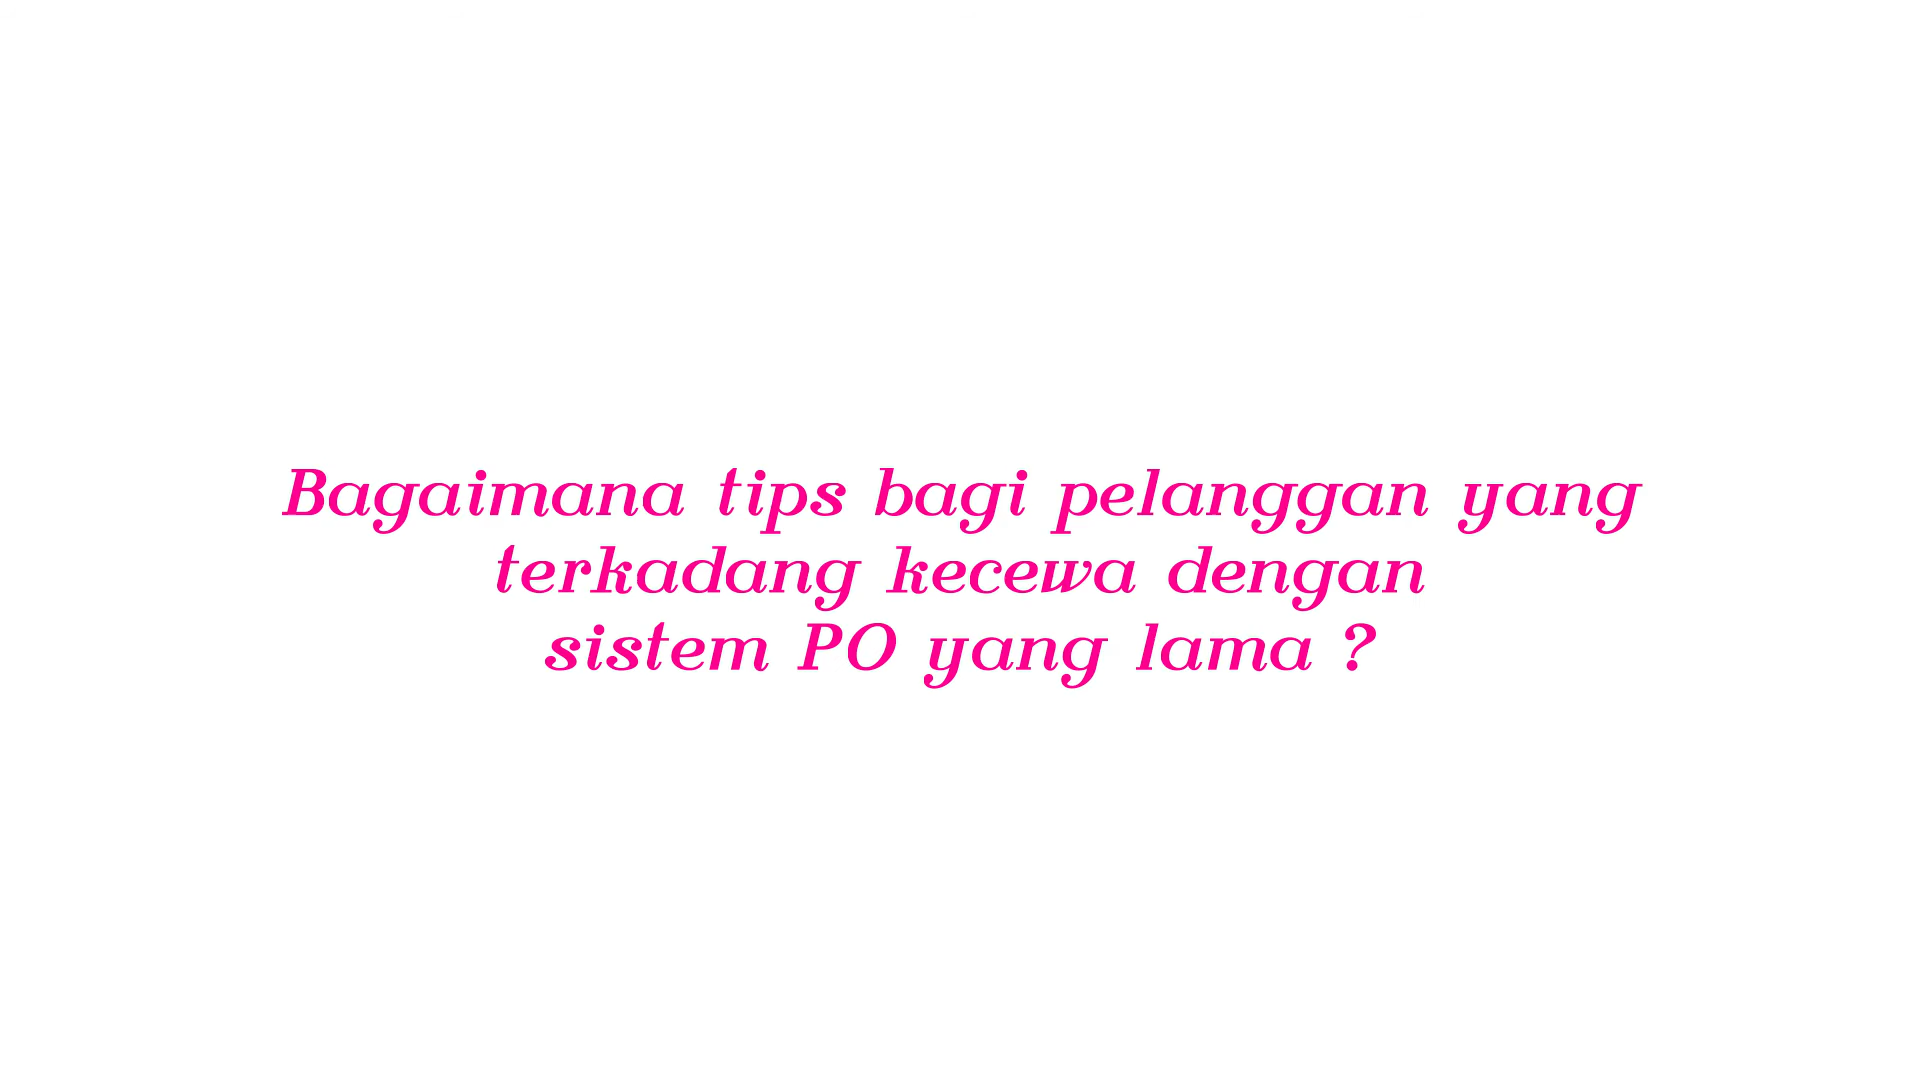 Bagaimana tips bagi pelanggan yang
terkadang kecewa dengan
sistem PO yang lama ?